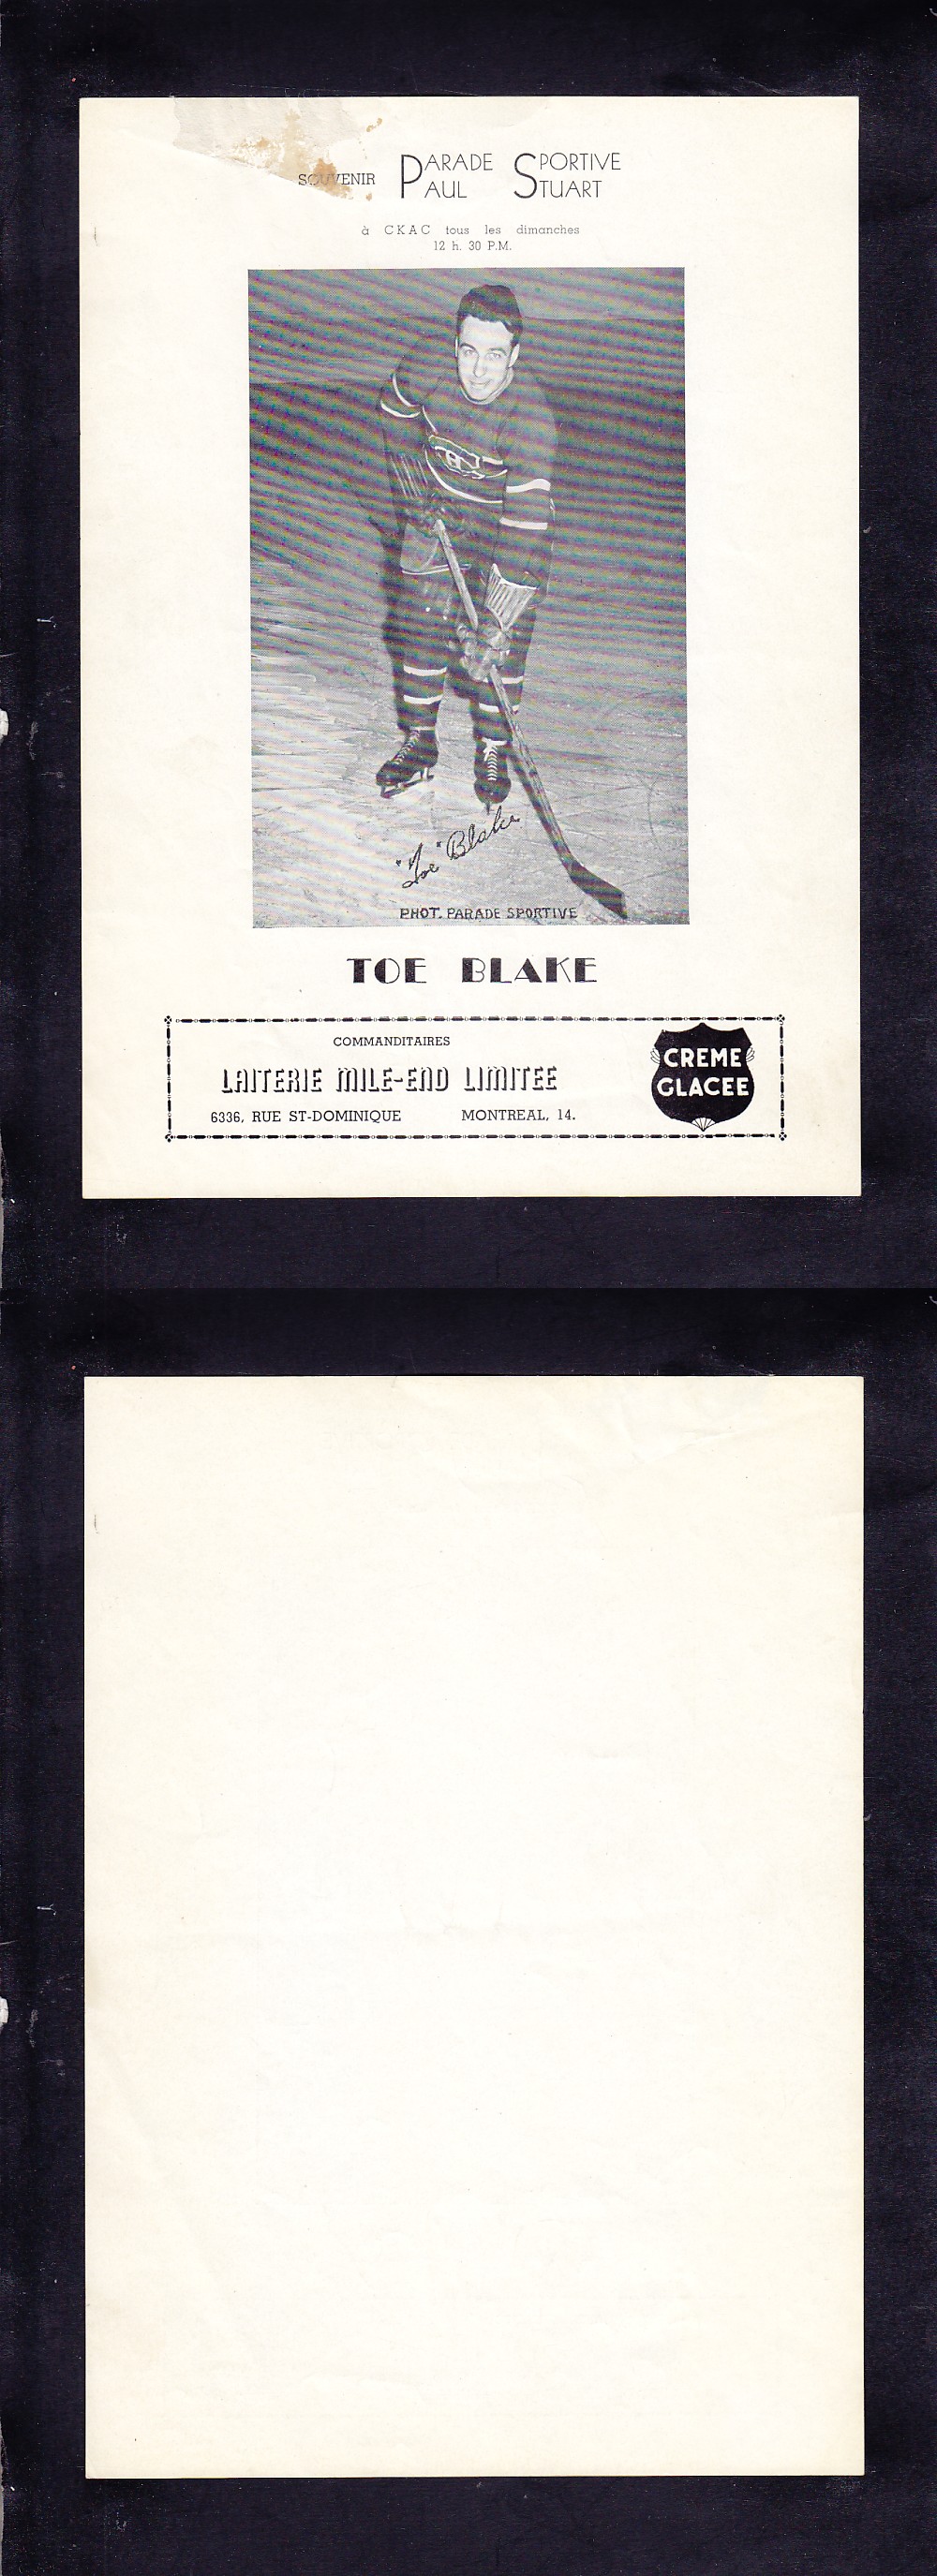 SOUVENIR PARADE SPORTIVE
PAUL STUART
à CKAC tous les dimanches
12 h. 30 P.M.
"Toe" Blake
PHOT. PARADE SPORTIVE
TOE BLAKE
COMMANDITAIRES
LAITERIE MILE-END LIMITEE
6336, RUE ST-DOMINIQUE MONTREAL, 14.
CREME
GLACEE